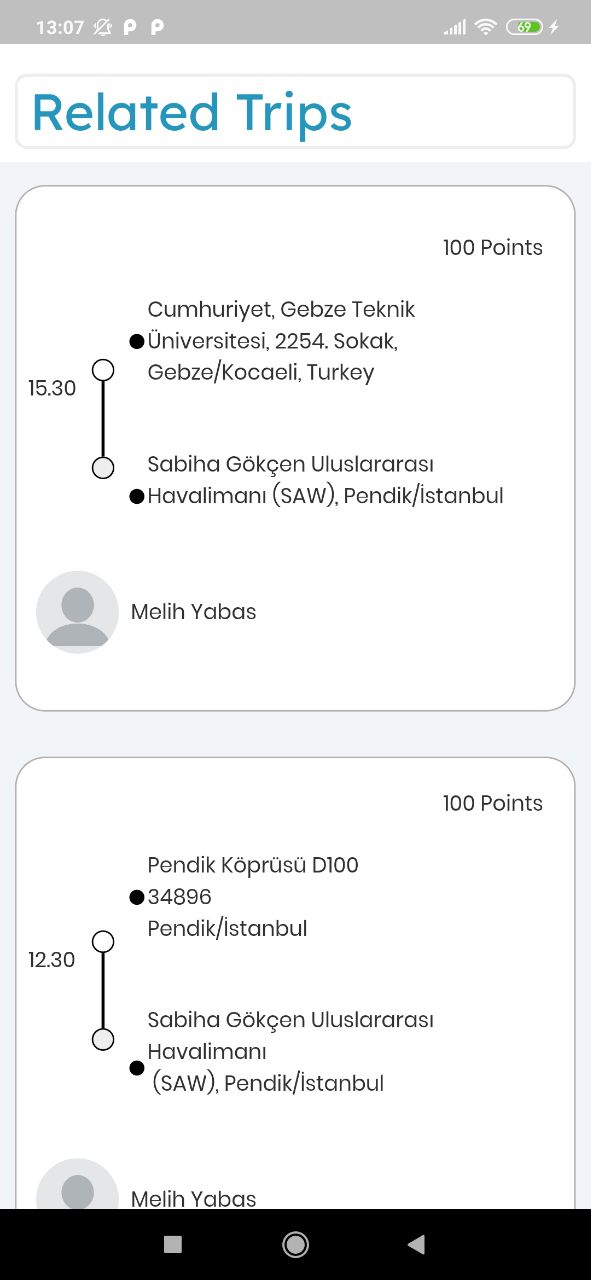 13:07
69
Related Trips
100 Points
Cumhuriyet, Gebze Teknik
Üniversitesi, 2254. Sokak,
Gebze/Kocaeli, Turkey
15.30
Sabiha Gökçen Uluslararası
Havalimanı (SAW), Pendik/İstanbul
Melih Yabas
100 Points
Pendik Köprüsü D100
34896
Pendik/İstanbul
12.30
Sabiha Gökçen Uluslararası
Havalimanı
(SAW), Pendik/İstanbul
Melih Yabas